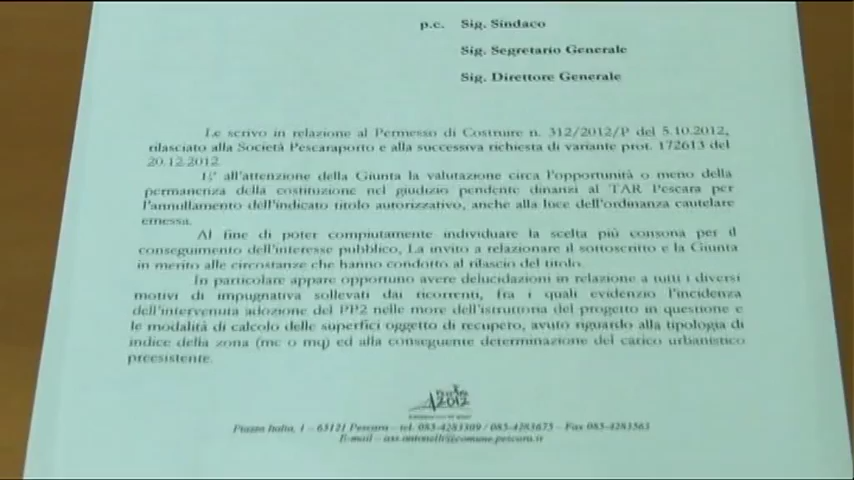 p.c. Sig. Sindaco
Sig. Segretario Generale
Sig. Direttore Generale
Le scrivo in relazione al Permesso di Costruire n. 312/2012/P del 5.10.2012,
rilasciato alla Società Pescaraporto e alla successiva richiesta di variante prot. 172613 del
20.12.2012.
E' all'attenzione della Giunta la valutazione circa l'opportunità o meno della
permanenza della costituzione nel giudizio pendente dinanzi al TAR Pescara per
l'annullamento dell'indicato titolo autorizzativo, anche alla luce dell'ordinanza cautelare
emessa.
Al fine di poter compiutamente individuare la scelta più consona per il
conseguimento dell'interesse pubblico, La invito a relazionare il sottoscritto e la Giunta
in merito alle circostanze che hanno condotto al rilascio del titolo.
In particolare appare opportuno avere delucidazioni in relazione a tutti i diversi
motivi di impugnativa sollevati dai ricorrenti, fra i quali evidenzio l'incidenza
dell'intervenuta adozione del PP2 nelle more dell'istruttoria del progetto in questione e
le modalità di calcolo delle superfici oggetto di recupero, avuto riguardo alla tipologia di
indice della zona (mc o mq) ed alla conseguente determinazione del carico urbanistico
preesistente.
2012
Piazza Italia, 1 – 65121 Pescara – tel. 085-4283309 / 085-4283675 – Fax 085-4283563
E-mail – ass.antonelli@comune.pescara.it